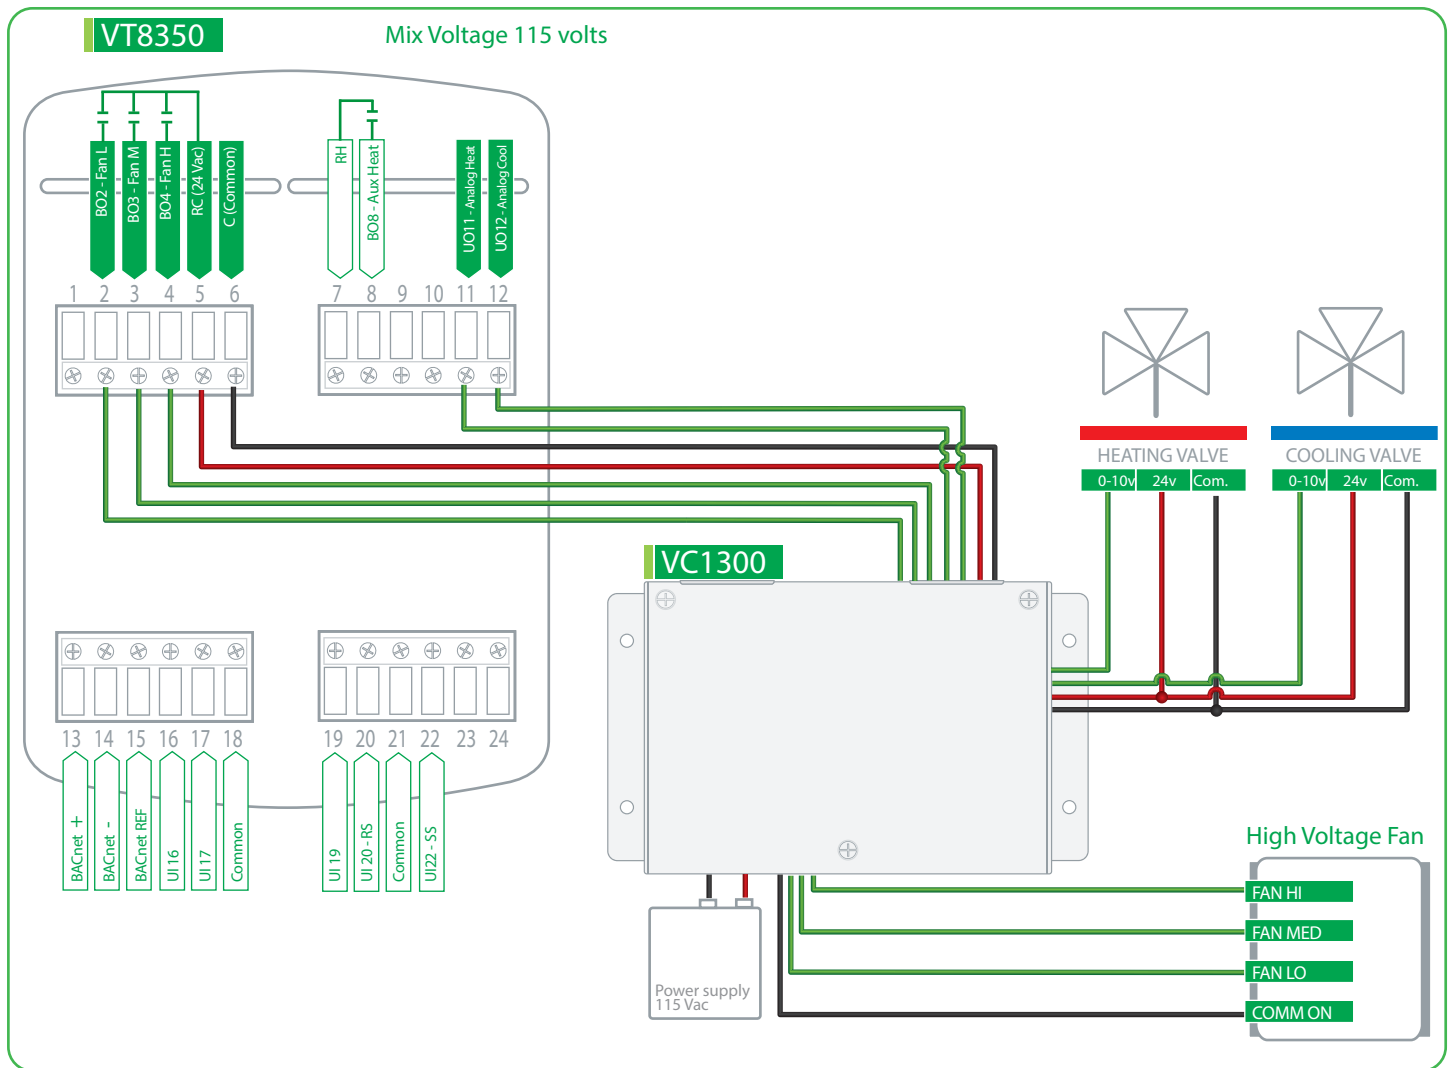 VT8350
Mix Voltage 115 volts
BO2 - Fan L
BO3 - Fan M
BO4 - Fan H
RC (24 Vac)
C (Common)
RH
BO8 - Aux Heat
UO11 - Analog Heat
UO12 - Analog Cool
1 2 3 4 5 6
7 8 9 10 11 12
HEATING VALVE
0-10v 24v Com.
COOLING VALVE
0-10v 24v Com.
VC1300
13 14 15 16 17 18
19 20 21 22 23 24
BACnet +
BACnet -
BACnet REF
UI 16
UI 17
Common
UI 19
UI 20 - RS
Common
UI22 - SS
Power supply
115 Vac
High Voltage Fan
FAN HI
FAN MED
FAN LO
COMM ON